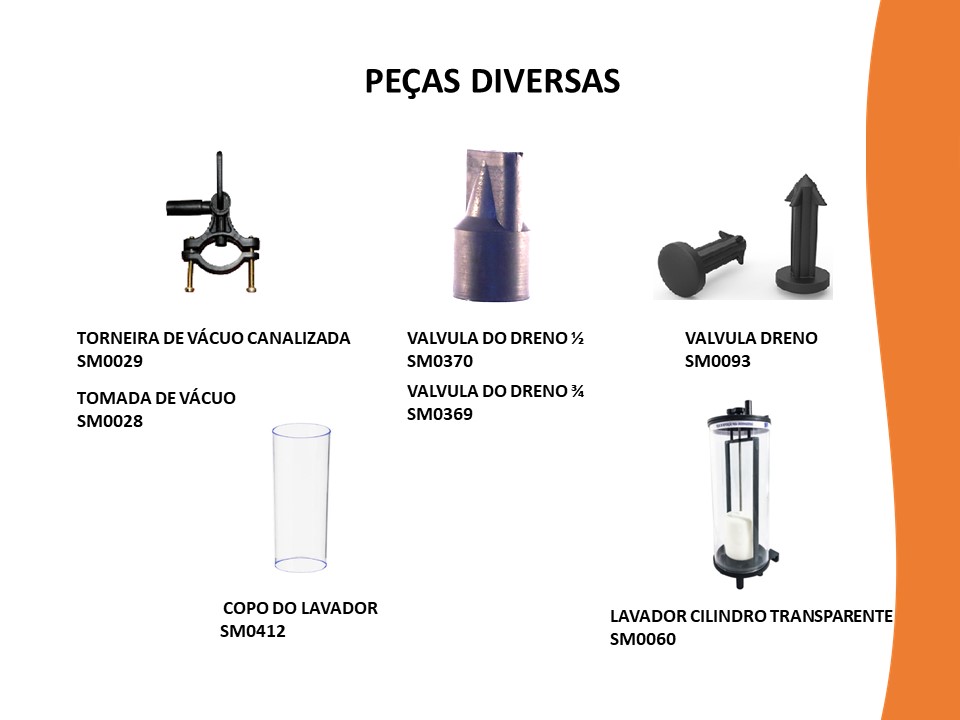 PEÇAS DIVERSAS
TORNEIRA DE VÁCUO CANALIZADA
SM0029
TOMADA DE VÁCUO
SM0028
VALVULA DO DRENO ½
SM0370
VALVULA DO DRENO ¾
SM0369
VALVULA DRENO
SM0093
COPO DO LAVADOR
SM0412
LAVADOR CILINDRO TRANSPARENTE
SM0060